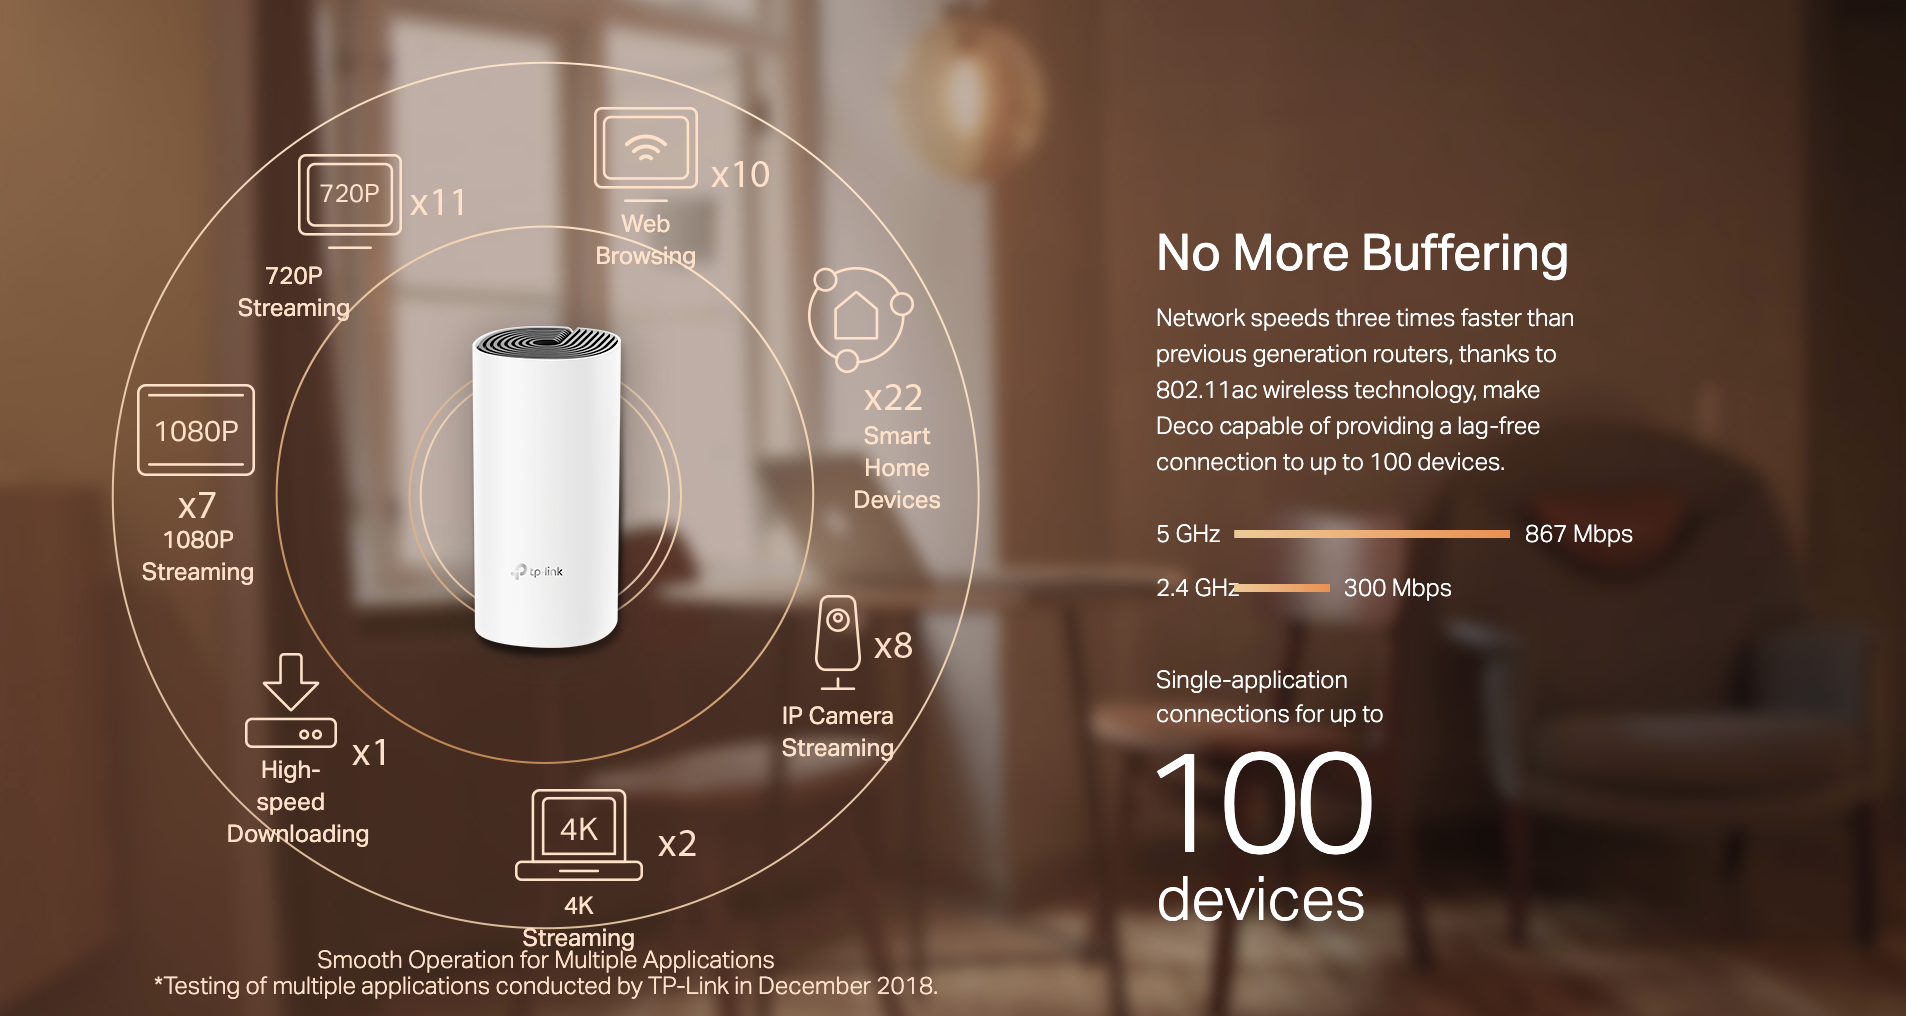 720P
x11
720P
Streaming
x10
Web
Browsing
x22
Smart
Home
Devices
1080P
x7
1080P
Streaming
tp-link
x8
IP Camera
Streaming
x1
High-
speed
Downloading
4K
x2
4K
Streaming
Smooth Operation for Multiple Applications
*Testing of multiple applications conducted by TP-Link in December 2018.
No More Buffering
Network speeds three times faster than
previous generation routers, thanks to
802.11ac wireless technology, make
Deco capable of providing a lag-free
connection to up to 100 devices.
5 GHz 867 Mbps
2.4 GHz 300 Mbps
Single-application
connections for up to
100
devices